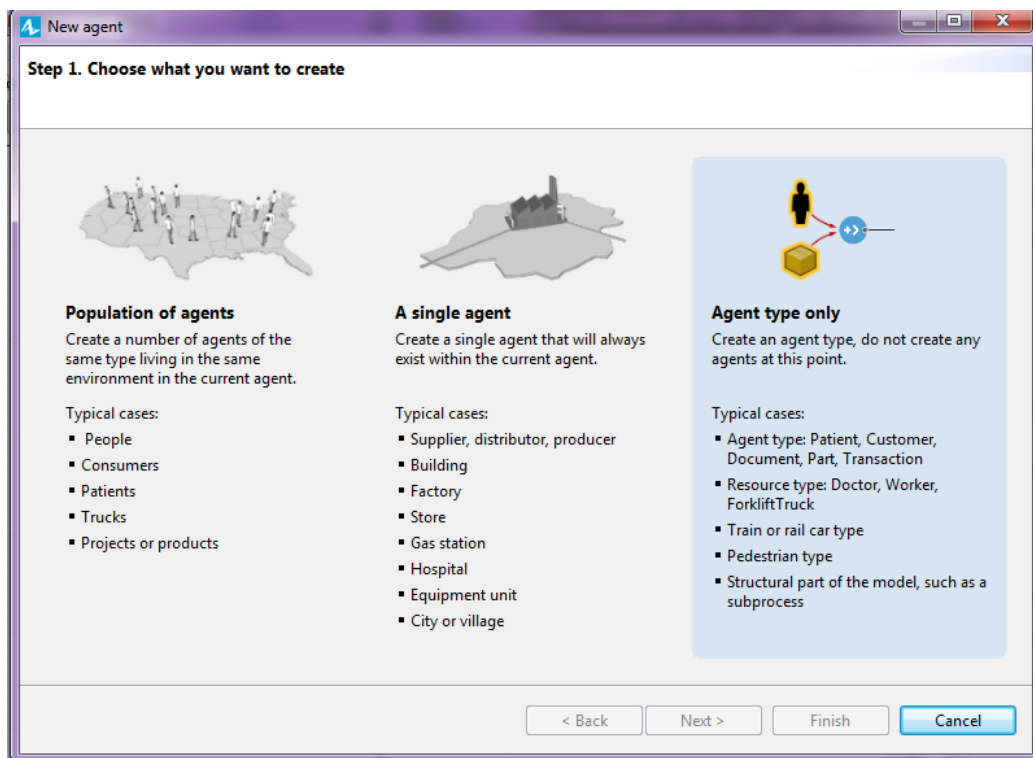 New agent
Step 1. Choose what you want to create
Population of agents
Create a number of agents of the
same type living in the same
environment in the current agent.
Typical cases:
▪ People
▪ Consumers
▪ Patients
▪ Trucks
▪ Projects or products
A single agent
Create a single agent that will always
exist within the current agent.
Typical cases:
▪ Supplier, distributor, producer
▪ Building
▪ Factory
▪ Store
▪ Gas station
▪ Hospital
▪ Equipment unit
▪ City or village
Agent type only
Create an agent type, do not create any
agents at this point.
Typical cases:
▪ Agent type: Patient, Customer,
Document, Part, Transaction
▪ Resource type: Doctor, Worker,
ForkliftTruck
▪ Train or rail car type
▪ Pedestrian type
▪ Structural part of the model, such as a
subprocess
< Back
Next >
Finish
Cancel